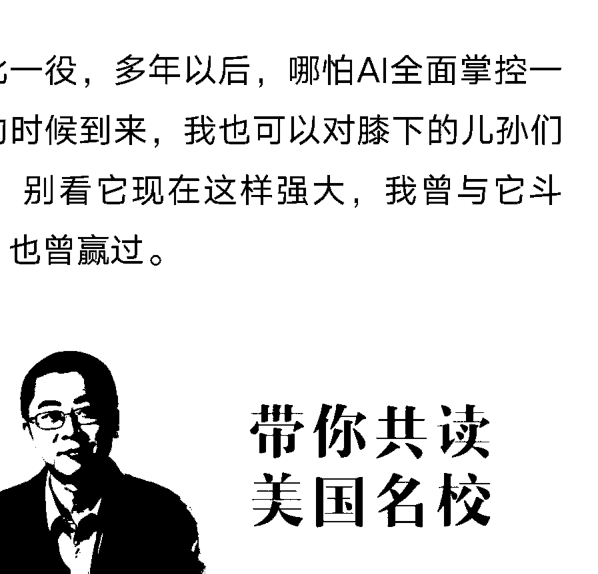 一役，多年以后，哪怕AI全面掌控一
时候到来，我也可以对膝下的儿孙们
别看它现在这样强大，我曾与它斗
也曾赢过。
带你共读
美国名校